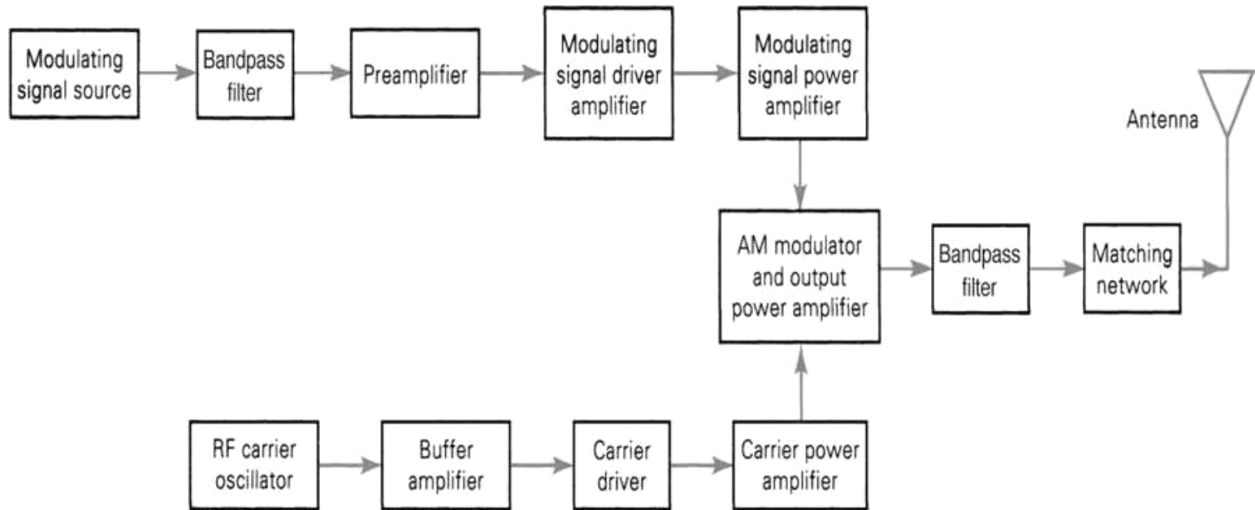 Modulating
signal source
Bandpass
filter
Preamplifier
Modulating
signal driver
amplifier
Modulating
signal power
amplifier
Antenna
AM modulator
and output
power amplifier
Bandpass
filter
Matching
network
RF carrier
oscillator
Buffer
amplifier
Carrier
driver
Carrier power
amplifier